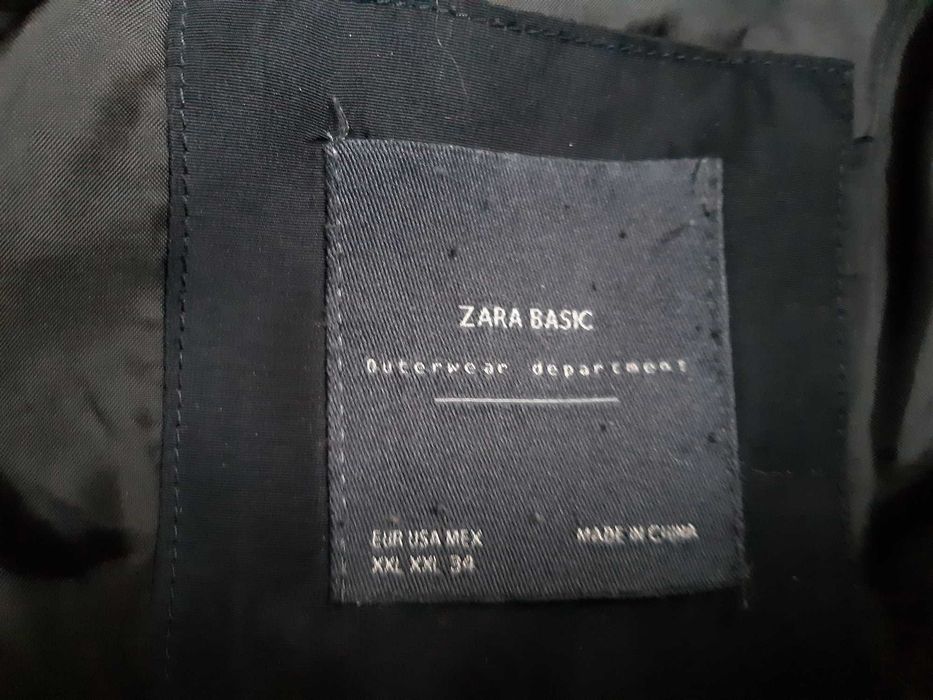 ZARA BASIC
Outerwear department
EUR USA MEX
XXL XXL 34
MADE IN CHINA